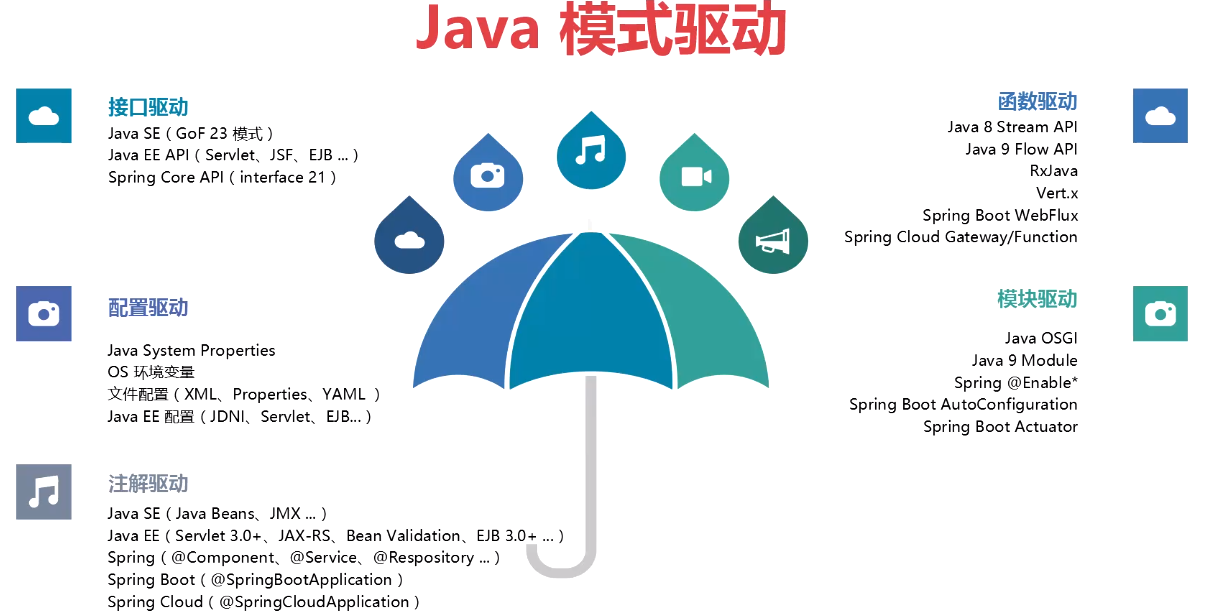 Java 模式驱动
接口驱动
Java SE ( GoF 23 模式 )
Java EE API ( Servlet、JSF、EJB ... )
Spring Core API ( interface 21 )
配置驱动
Java System Properties
OS 环境变量
文件配置 ( XML、Properties、YAML )
Java EE 配置 ( JDNI、Servlet、EJB... )
注解驱动
Java SE ( Java Beans、JMX ... )
Java EE ( Servlet 3.0+、JAX-RS、Bean Validation、EJB 3.0+ ... )
Spring ( @Component、@Service、@Respository ... )
Spring Boot ( @SpringBootApplication )
Spring Cloud ( @SpringCloudApplication )
函数驱动
Java 8 Stream API
Java 9 Flow API
RxJava
Vert.x
Spring Boot WebFlux
Spring Cloud Gateway/Function
模块驱动
Java OSGI
Java 9 Module
Spring @Enable*
Spring Boot AutoConfiguration
Spring Boot Actuator